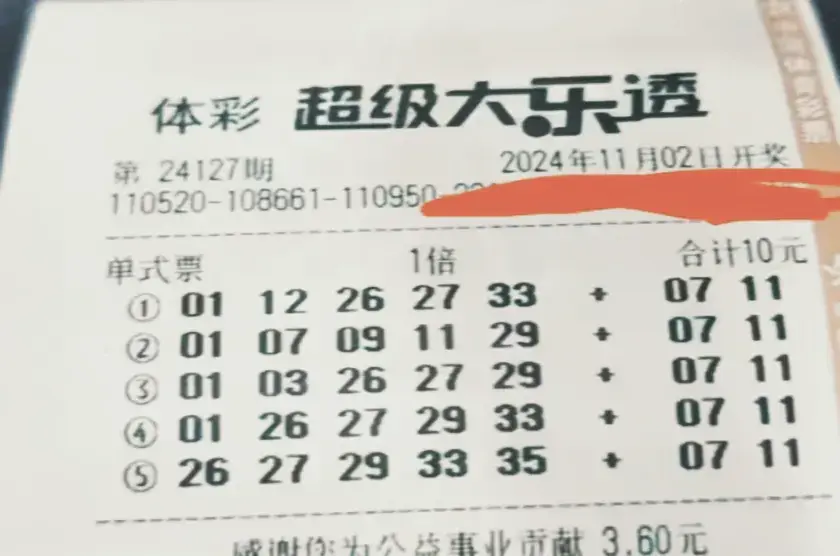 体彩 超级大乐透
第 24127期 2024年11月02日开奖
110520-108661-110950
单式票 1倍 合计10元
① 01 12 26 27 33 + 07 11
② 01 07 09 11 29 + 07 11
③ 01 03 26 27 29 + 07 11
④ 01 26 27 29 33 + 07 11
⑤ 26 27 29 33 35 + 07 11
感谢您为公益事业贡献 3.60元